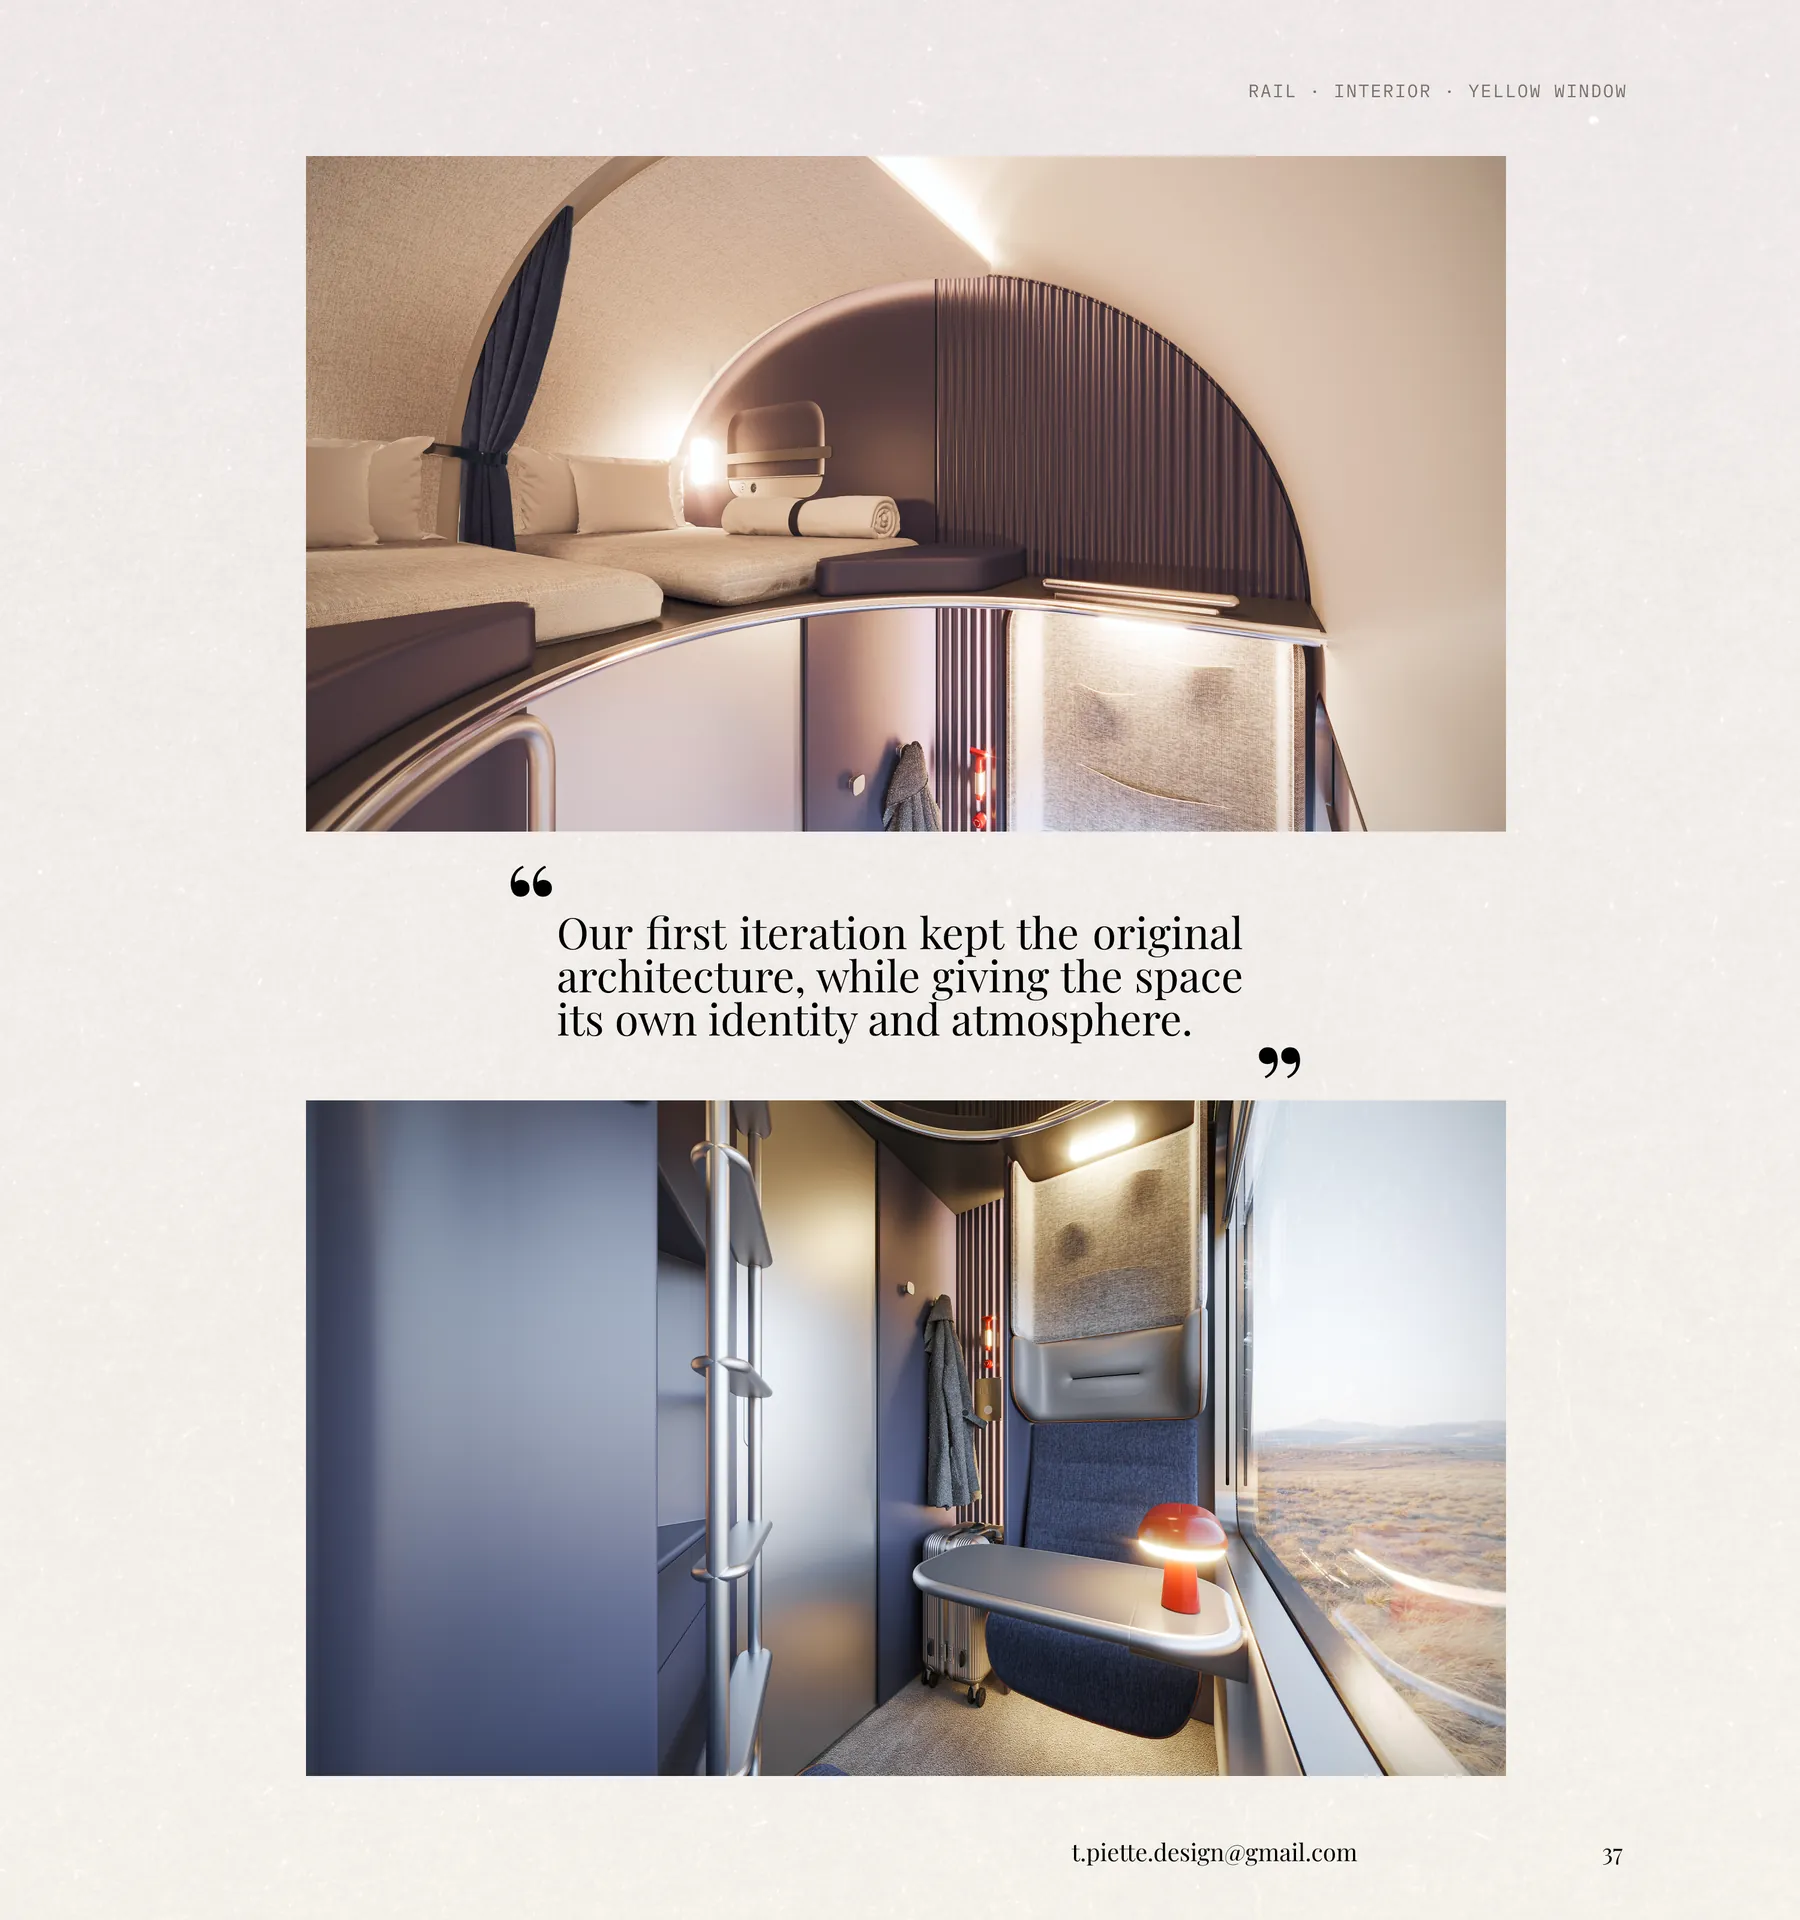 RAIL · INTERIOR · YELLOW WINDOW
“
Our first iteration kept the original
architecture, while giving the space
its own identity and atmosphere.
”
t.piette.design@gmail.com 37